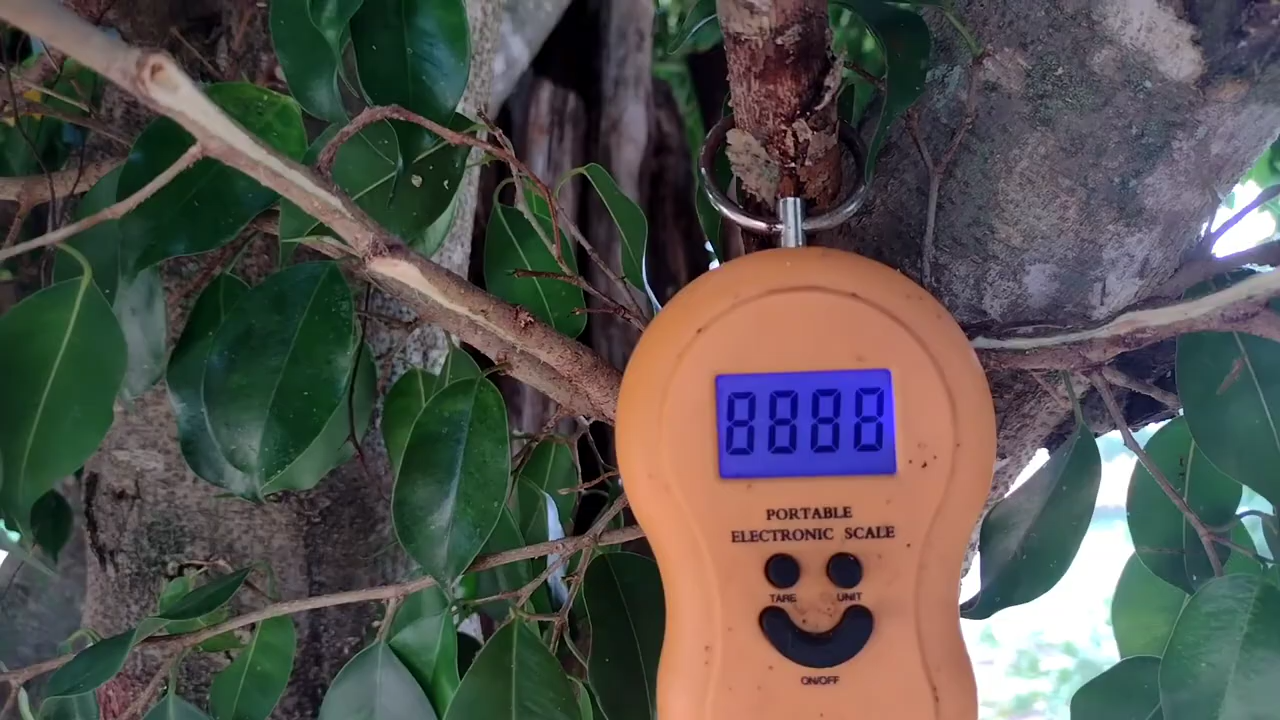 8888
PORTABLE
ELECTRONIC SCALE
TARE UNIT
ON/OFF